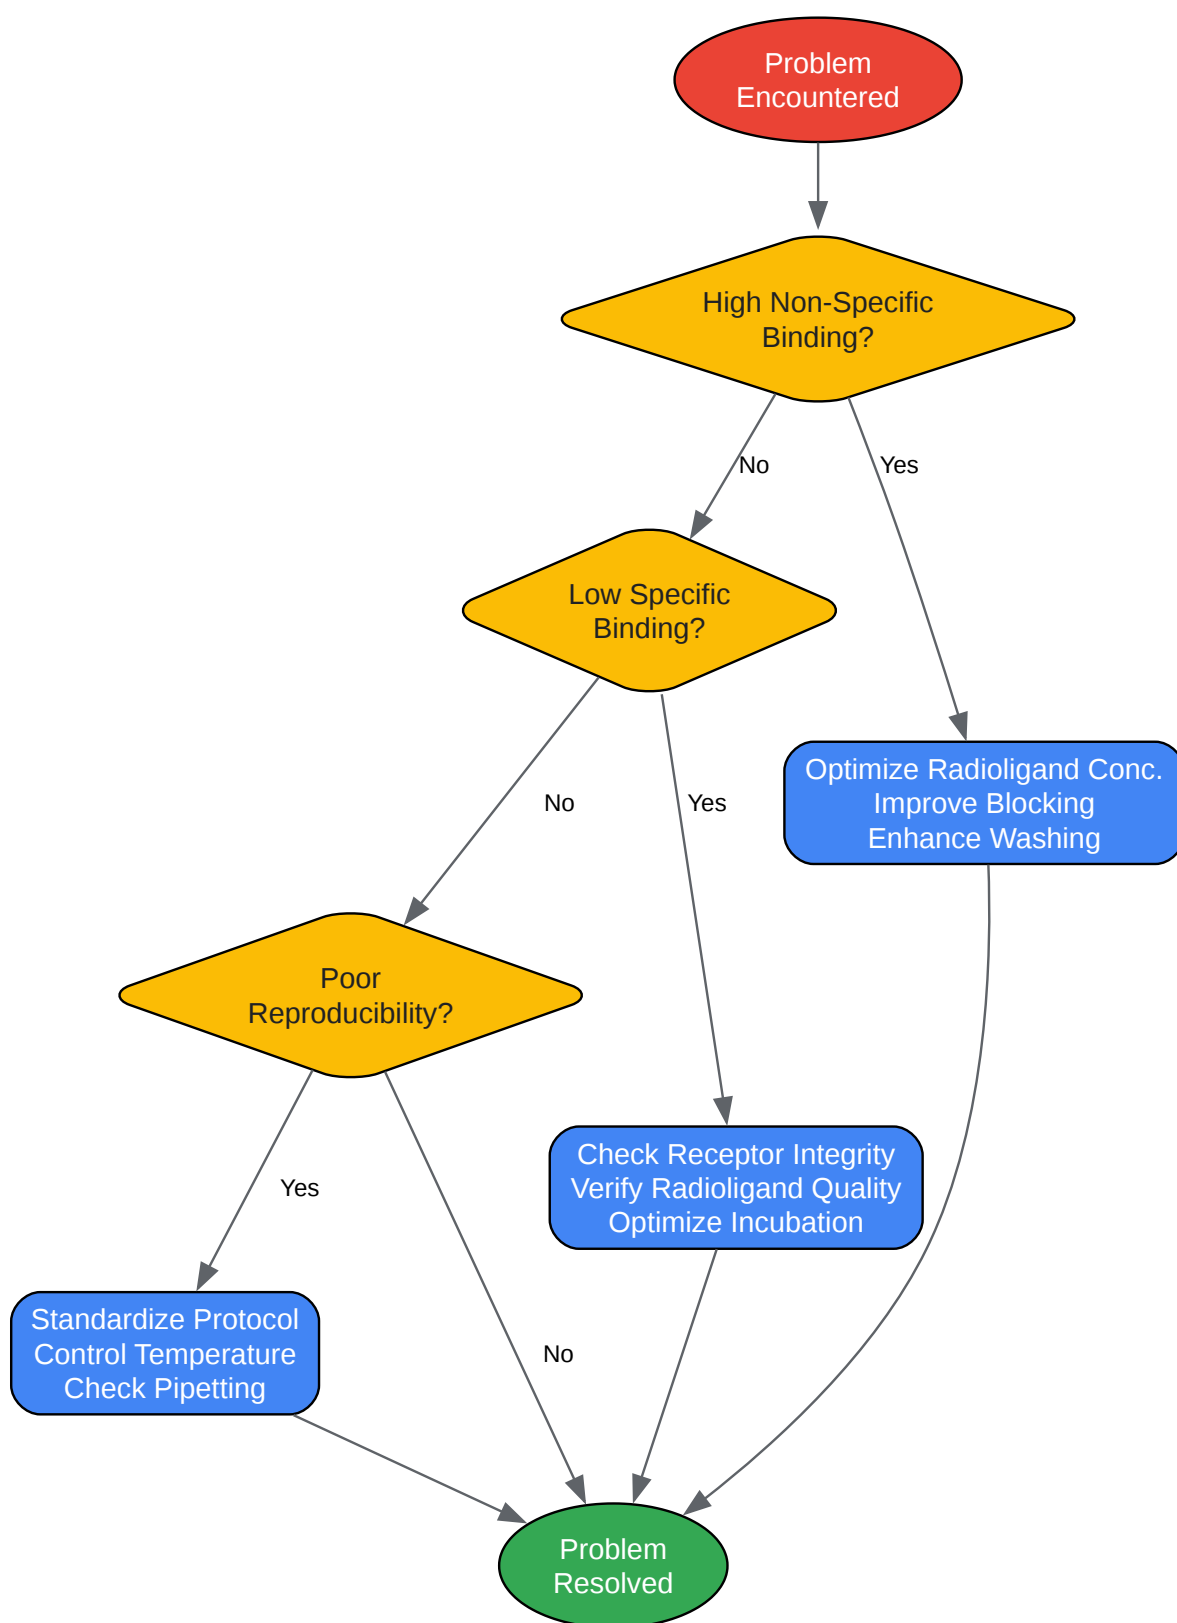 Problem
Encountered
High Non-Specific
Binding?
No
Yes
Low Specific
Binding?
No
Yes
Optimize Radioligand Conc.
Improve Blocking
Enhance Washing
Poor
Reproducibility?
Yes
No
Check Receptor Integrity
Verify Radioligand Quality
Optimize Incubation
Standardize Protocol
Control Temperature
Check Pipetting
Problem
Resolved